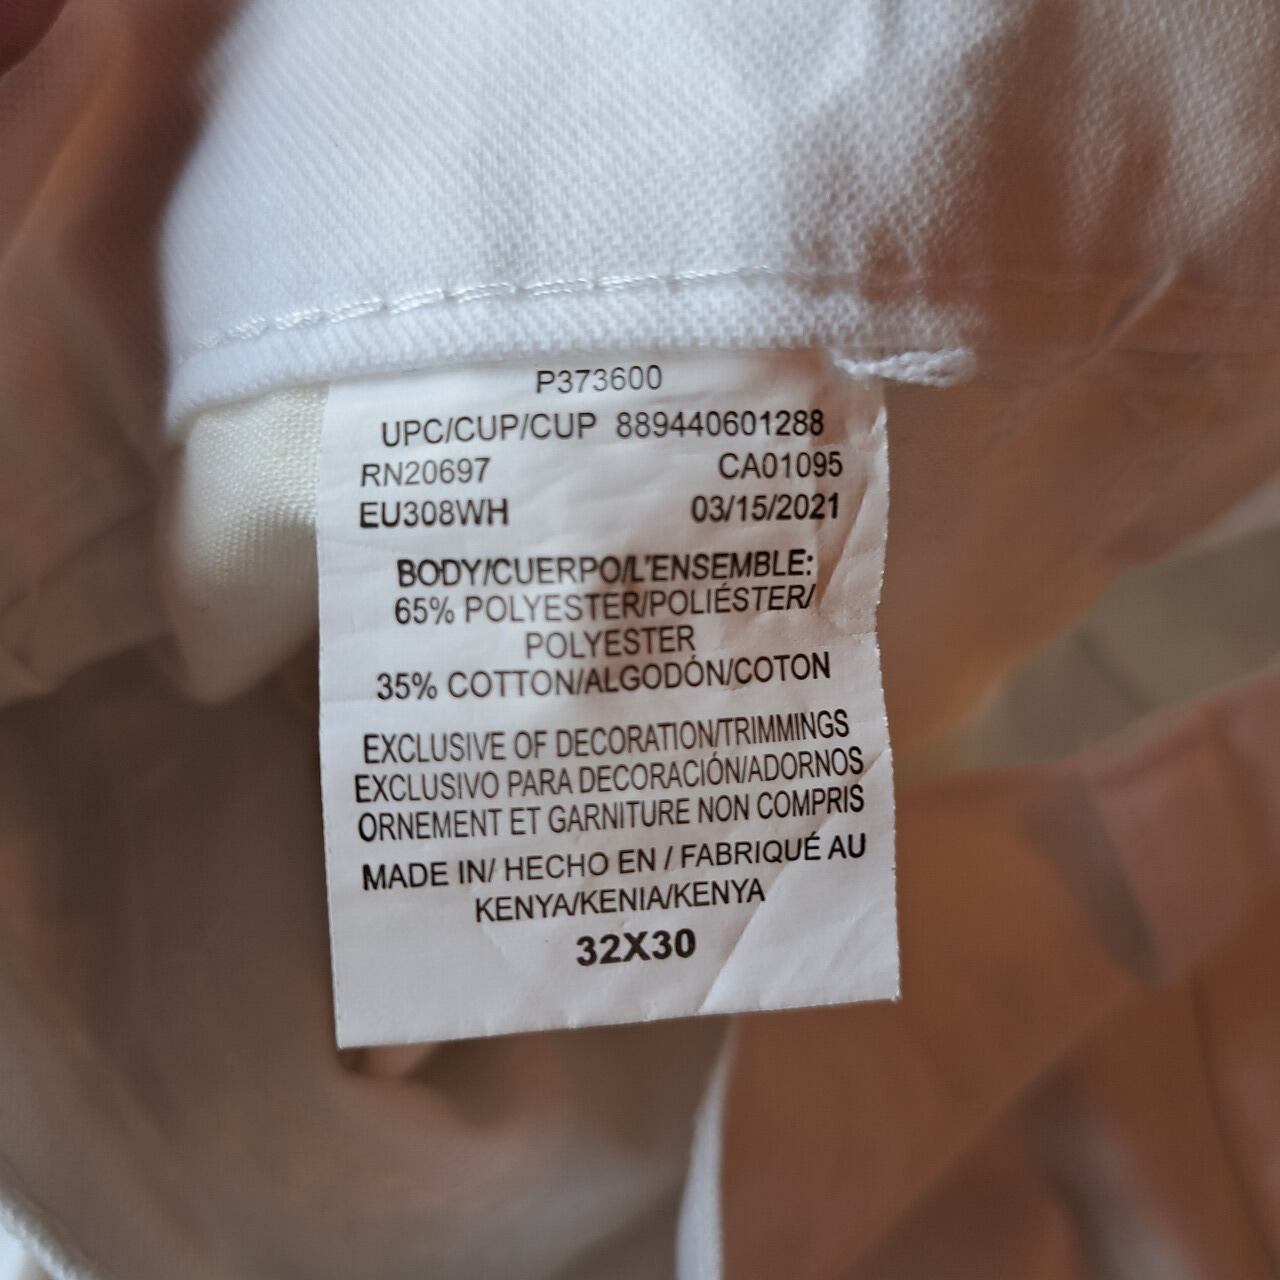 P373600
UPC/CUP/CUP 889440601288
RN20697 CA01095
EU308WH 03/15/2021
BODY/CUERPO/L'ENSEMBLE:
65% POLYESTER/POLIÉSTER/
POLYESTER
35% COTTON/ALGODÓN/COTON
EXCLUSIVE OF DECORATION/TRIMMINGS
EXCLUSIVO PARA DECORACIÓN/ADORNOS
ORNEMENT ET GARNITURE NON COMPRIS
MADE IN/ HECHO EN / FABRIQUÉ AU
KENYA/KENIA/KENYA
32X30